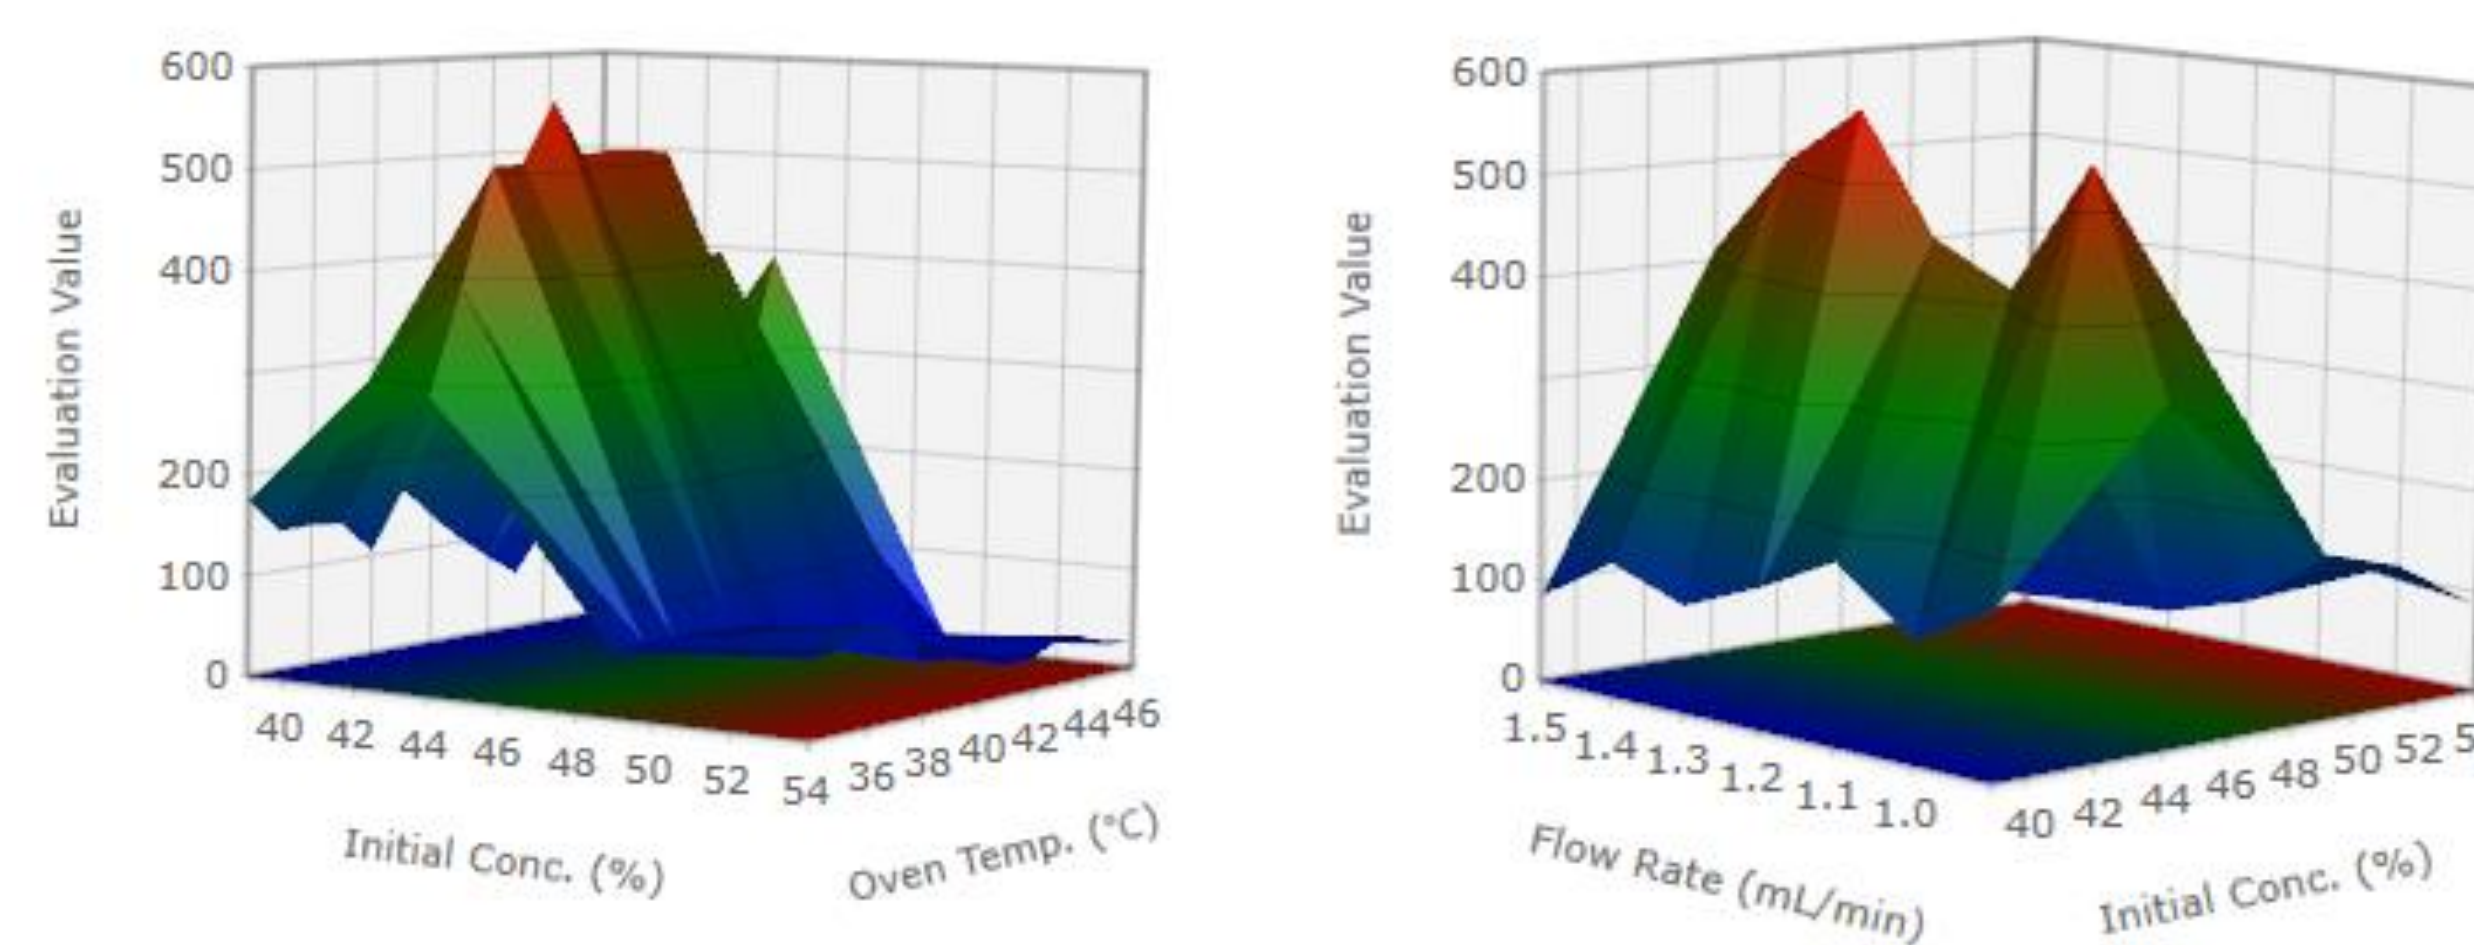 600
500
400
200
100
0
Evaluation Value
40 42 44 46 48 50 52 54
36 38 40 42 44 46
Initial Conc. (%)
Oven Temp. (°C)
600
500
400
200
100
0
Evaluation Value
1.5 1.4 1.3 1.2 1.1 1.0
40 42 44 46 48 50 52 5
Flow Rate (mL/min)
Initial Conc. (%)